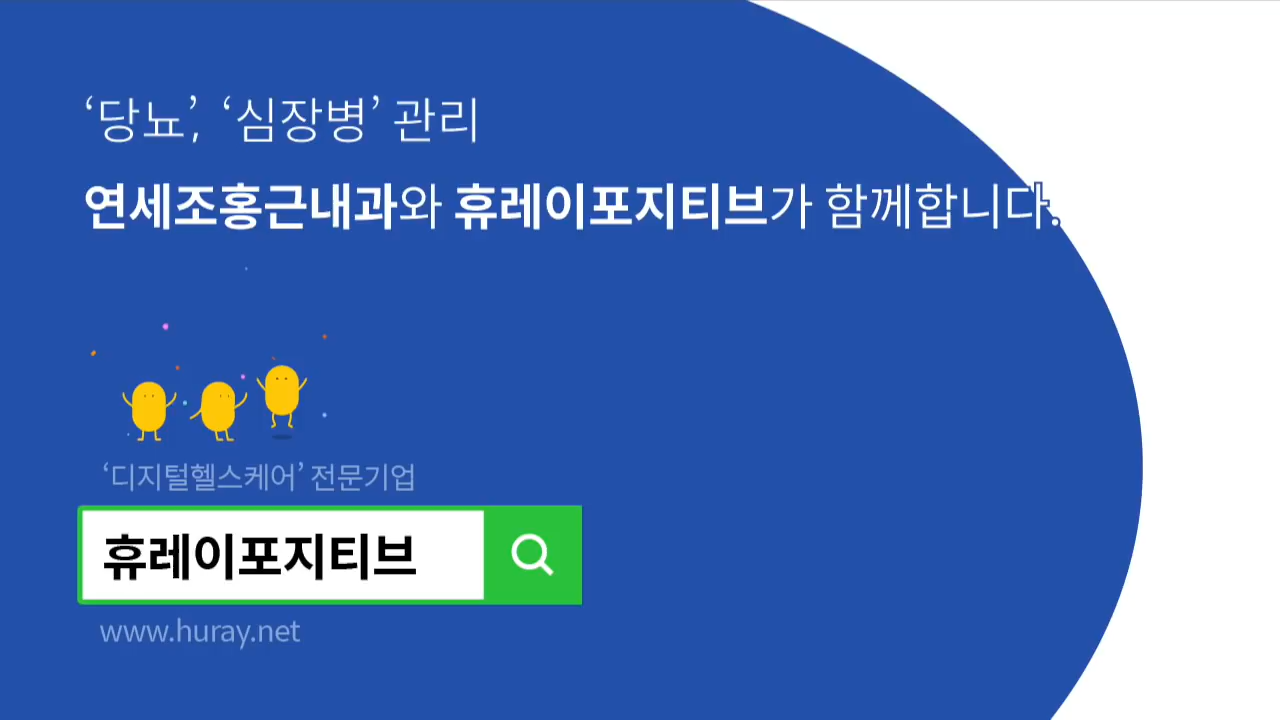 ‘당뇨’, ‘심장병’ 관리
연세조홍근내과와 휴레이포지티브가 함께합니다.
‘디지털헬스케어’ 전문기업
휴레이포지티브
www.huray.net